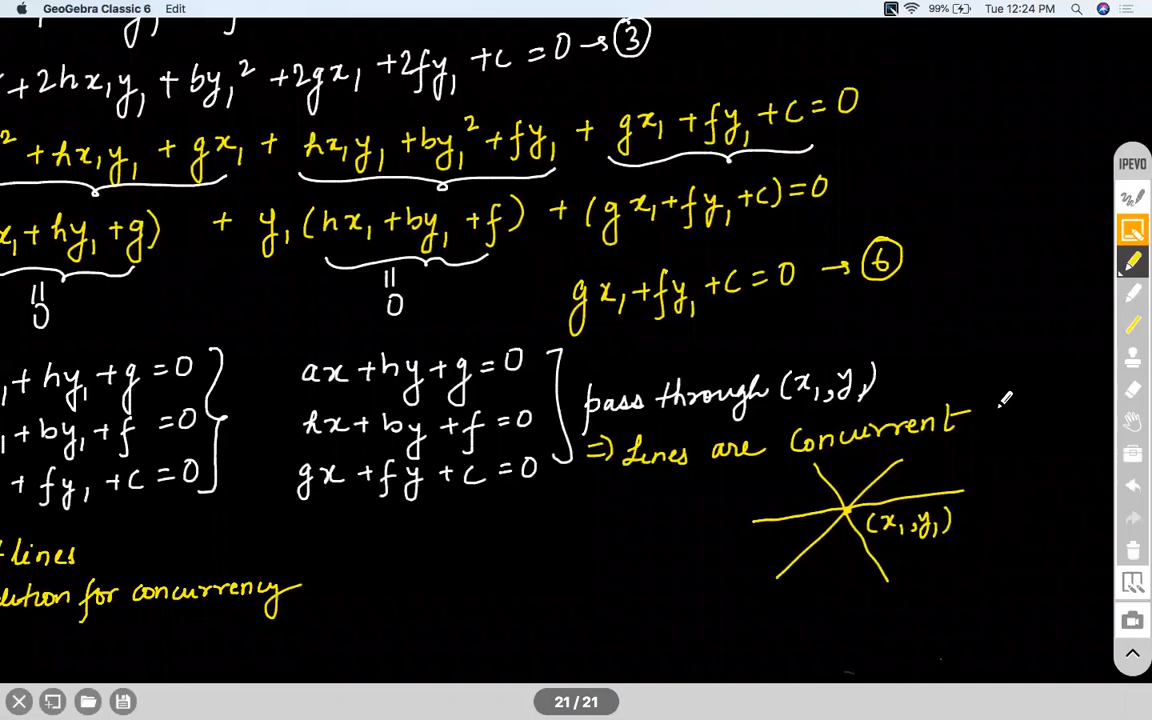 GeoGebra Classic 6 Edit 99% Tue 12:24 PM
+2hx₁y₁ + by₁² + 2gx₁ + 2fy₁ + c = 0 → ③
² + hx₁y₁ + gx₁ + hx₁y₁ + by₁² + fy₁ + gx₁ + fy₁ + c = 0
x₁ + hy₁ + g) + y₁(hx₁ + by₁ + f) + (gx₁ + fy₁ + c) = 0
IPEVO
|| 0 || 0 gx₁ + fy₁ + c = 0 → ⑥
₁ + hy₁ + g = 0 ax + hy + g = 0
pass through (x₁, y₁)
₁ + by₁ + f = 0 hx + by + f = 0
⇒ Lines are concurrent
+ fy₁ + c = 0 gx + fy + c = 0
(x₁, y₁)
lines
for concurrency
21 / 21